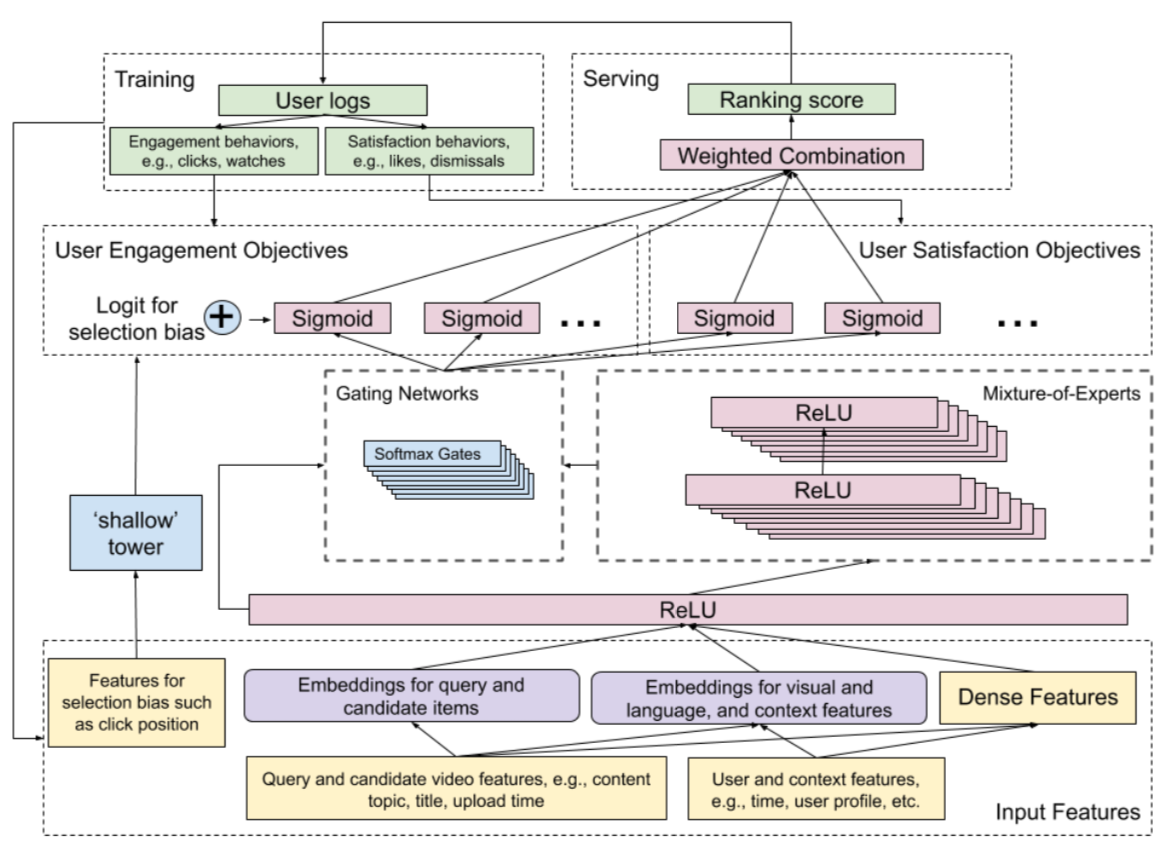 Training
User logs
Engagement behaviors,
e.g., clicks, watches
Satisfaction behaviors,
e.g., likes, dismissals
Serving
Ranking score
Weighted Combination
User Engagement Objectives
Logit for
selection bias
+
Sigmoid
Sigmoid
...
User Satisfaction Objectives
Sigmoid
Sigmoid
...
Gating Networks
Softmax Gates
Mixture-of-Experts
ReLU
ReLU
'shallow'
tower
ReLU
Features for
selection bias such
as click position
Embeddings for query and
candidate items
Embeddings for visual and
language, and context features
Dense Features
Query and candidate video features, e.g., content
topic, title, upload time
User and context features,
e.g., time, user profile, etc.
Input Features